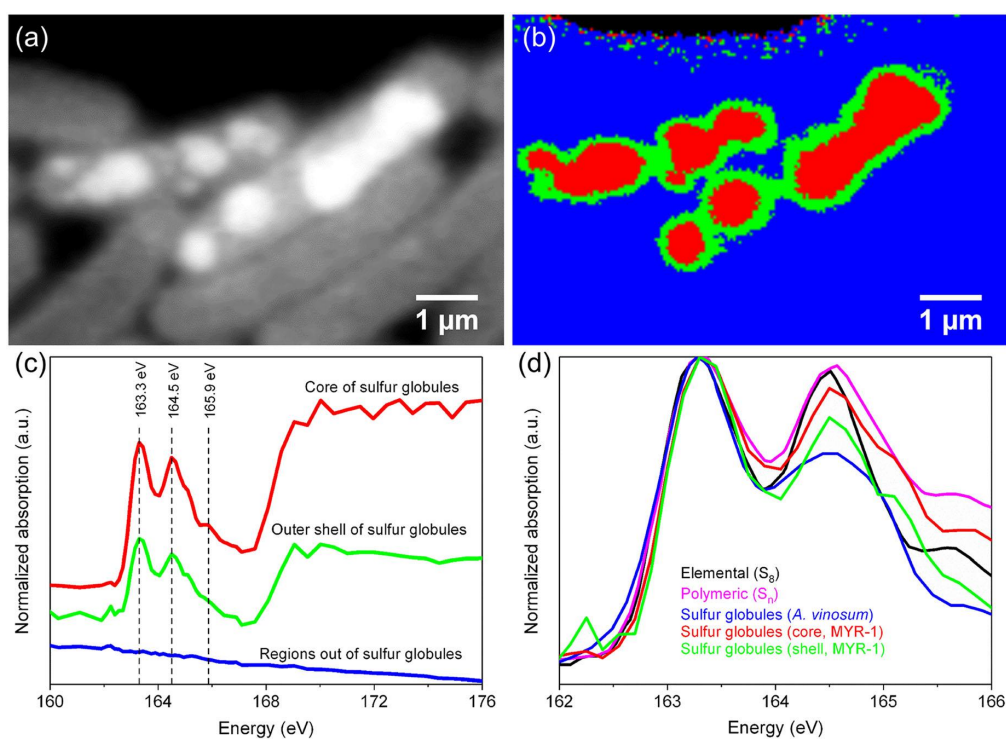 (a)
1 µm
(b)
1 µm
(c)
163.3 eV
164.5 eV
165.9 eV
Core of sulfur globules
Outer shell of sulfur globules
Regions out of sulfur globules
Normalized absorption (a.u.)
160 164 168 172 176
Energy (eV)
(d)
Elemental (S₈)
Polymeric (Sₙ)
Sulfur globules (A. vinosum)
Sulfur globules (core, MYR-1)
Sulfur globules (shell, MYR-1)
Normalized absorption (a.u.)
162 163 164 165 166
Energy (eV)